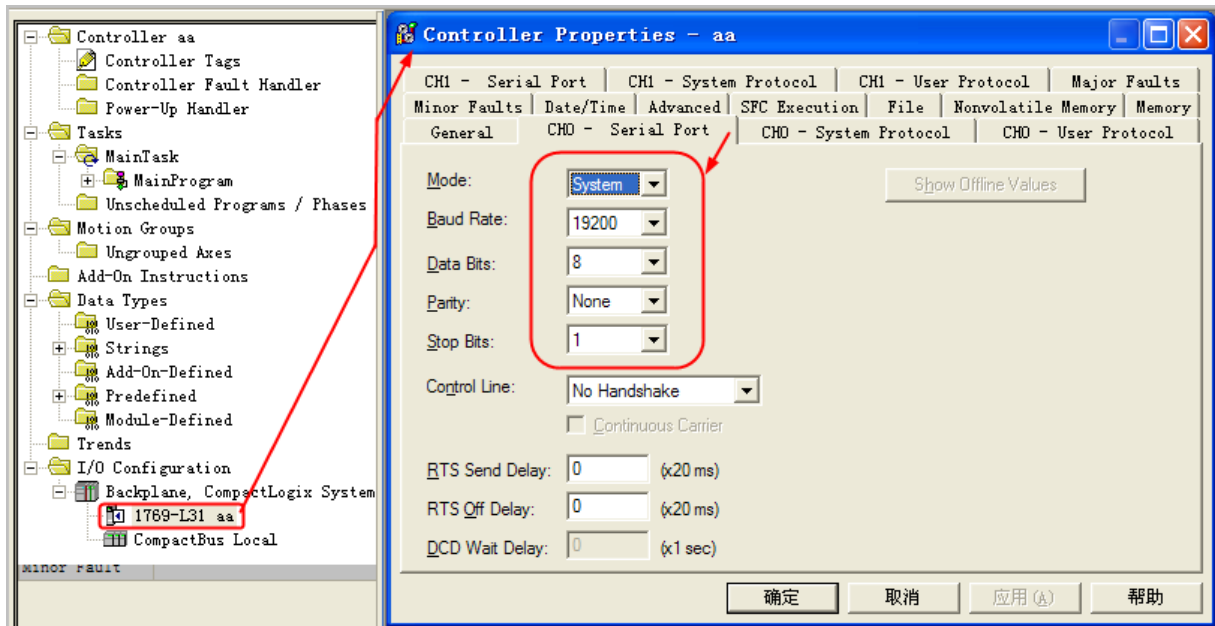 Controller aa
Controller Tags
Controller Fault Handler
Power-Up Handler
Tasks
MainTask
MainProgram
Unscheduled Programs / Phases
Motion Groups
Ungrouped Axes
Add-On Instructions
Data Types
User-Defined
Strings
Add-On-Defined
Predefined
Module-Defined
Trends
I/O Configuration
Backplane, CompactLogix System
1769-L31 aa
CompactBus Local
Minor Fault
Controller Properties - aa
CH1 - Serial Port CH1 - System Protocol CH1 - User Protocol Major Faults
Minor Faults Date/Time Advanced SFC Execution File Nonvolatile Memory Memory
General CH0 - Serial Port CH0 - System Protocol CH0 - User Protocol
Mode: System Show Offline Values
Baud Rate: 19200
Data Bits: 8
Parity: None
Stop Bits: 1
Control Line: No Handshake
Continuous Carrier
RTS Send Delay: 0 (x20 ms)
RTS Off Delay: 0 (x20 ms)
DCD Wait Delay: 0 (x1 sec)
确定 取消 应用(A) 帮助